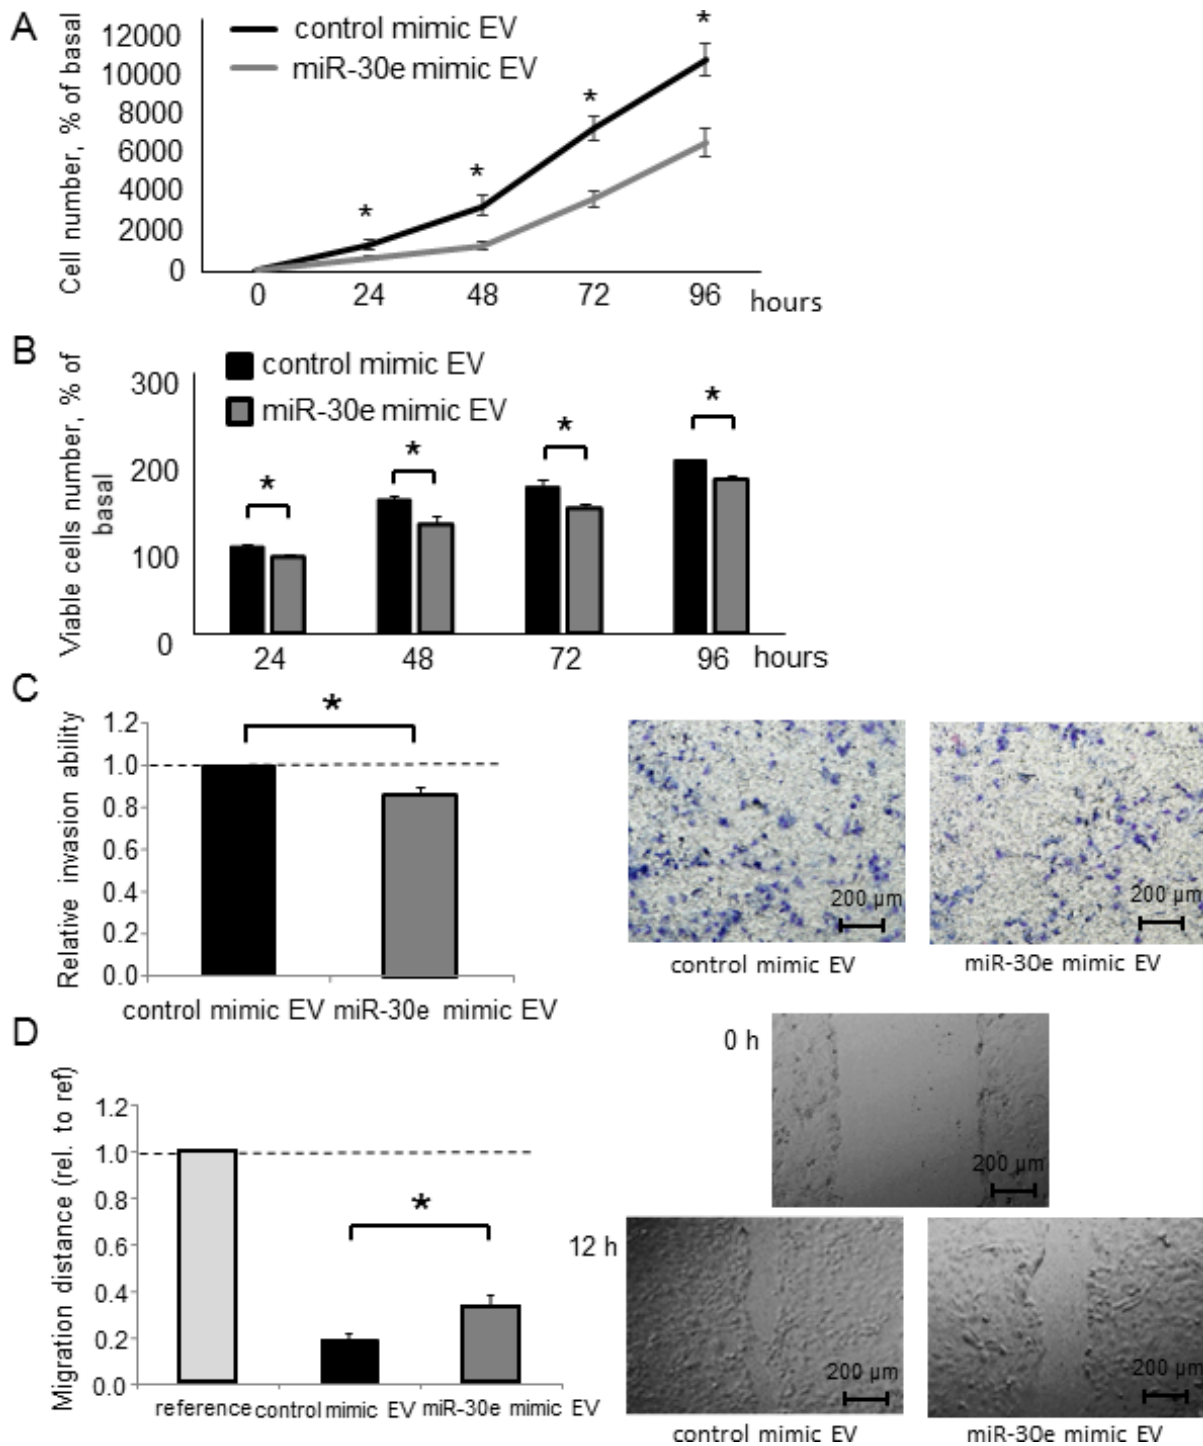 A
Cell number, % of basal
12000
10000
8000
6000
4000
2000
0
control mimic EV
miR-30e mimic EV
*
*
*
*
0 24 48 72 96 hours
B
Viable cells number, % of
basal
300
200
100
0
control mimic EV
miR-30e mimic EV
*
*
*
*
24 48 72 96 hours
C
Relative invasion ability
1.2
1.0
0.8
0.6
0.4
0.2
0.0
*
control mimic EV miR-30e mimic EV
200 µm
200 µm
control mimic EV miR-30e mimic EV
D
Migration distance (rel. to ref)
1.2
1.0
0.8
0.6
0.4
0.2
0.0
*
reference control mimic EV miR-30e mimic EV
0 h
200 µm
12 h
200 µm
200 µm
control mimic EV miR-30e mimic EV